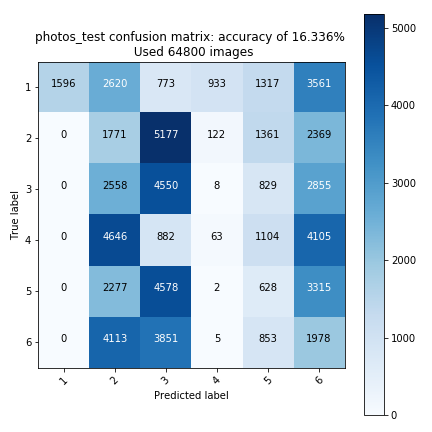 photos_test confusion matrix: accuracy of 16.336%
Used 64800 images
1 1596 2620 773 933 1317 3561
2 0 1771 5177 122 1361 2369
3 0 2558 4550 8 829 2855
4 0 4646 882 63 1104 4105
5 0 2277 4578 2 628 3315
6 0 4113 3851 5 853 1978
True label
1 2 3 4 5 6
Predicted label
5000
4000
3000
2000
1000
0